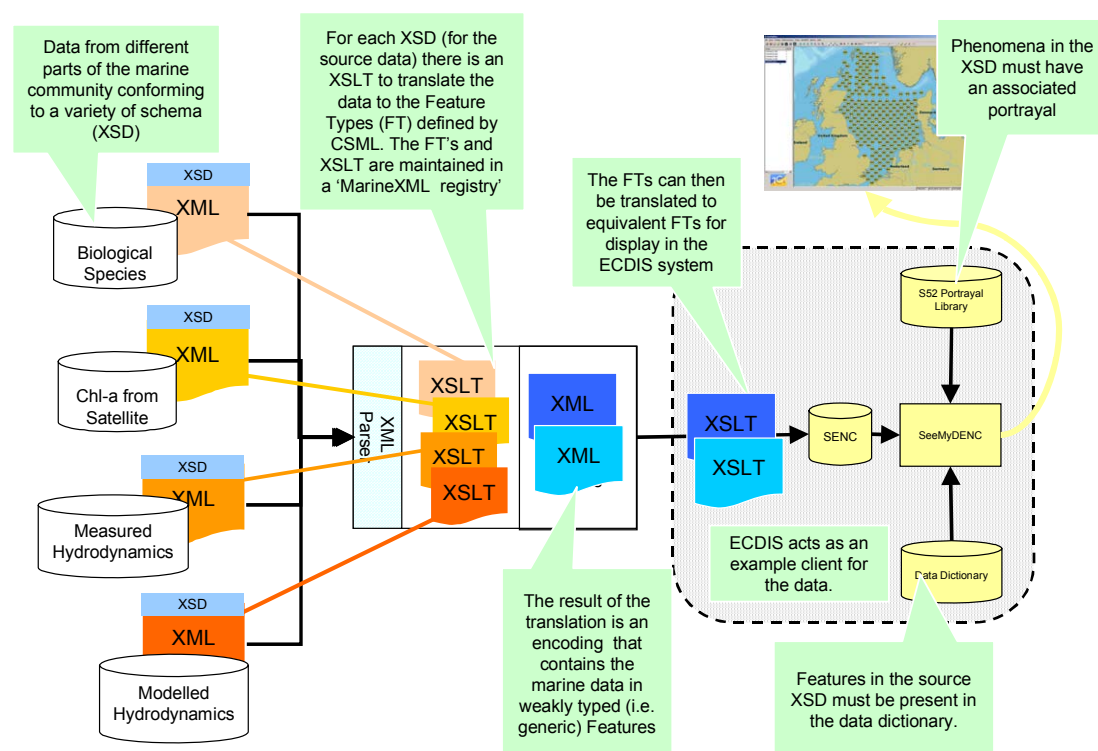 Data from different
parts of the marine
community conforming
to a variety of schema
(XSD)
For each XSD (for the
source data) there is an
XSLT to translate the
data to the Feature
Types (FT) defined by
CSML. The FT's and
XSLT are maintained in
a 'MarineXML registry'
Phenomena in the
XSD must have
an associated
portrayal
The FTs can then
be translated to
equivalent FTs for
display in the
ECDIS system
XSD
XML
Biological
Species
XSD
XML
Chl-a from
Satellite
XSD
XML
Measured
Hydrodynamics
XSD
XML
Modelled
Hydrodynamics
XML
Parser
XSLT
XSLT
XSLT
XSLT
XML
XML
XSLT
XSLT
SENC
S52 Portrayal
Library
SeeMyDENC
Data Dictionary
ECDIS acts as an
example client for
the data.
The result of the
translation is an
encoding that
contains the
marine data in
weakly typed (i.e.
generic) Features
Features in the source
XSD must be present in
the data dictionary.